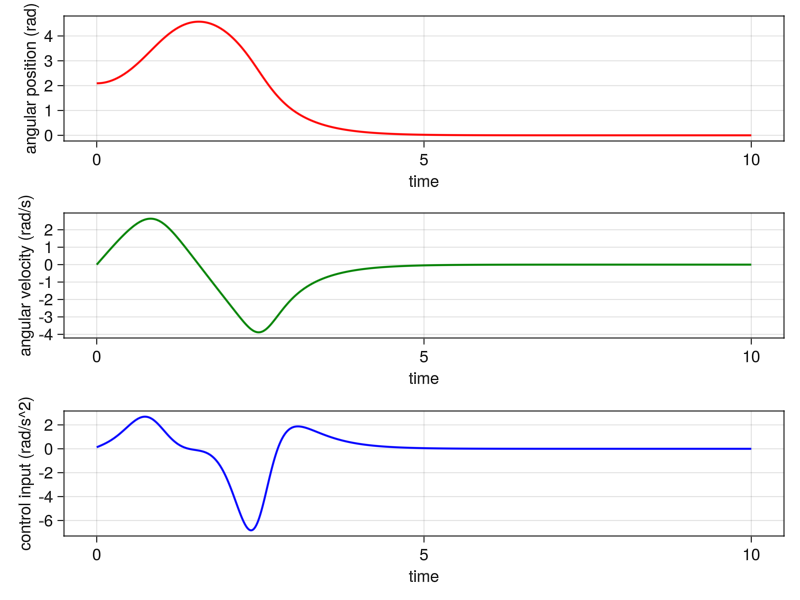 angular position (rad)
4
3
2
1
0
0 5 10
time
angular velocity (rad/s)
2
1
0
-1
-2
-3
-4
0 5 10
time
control input (rad/s^2)
2
0
-2
-4
-6
0 5 10
time